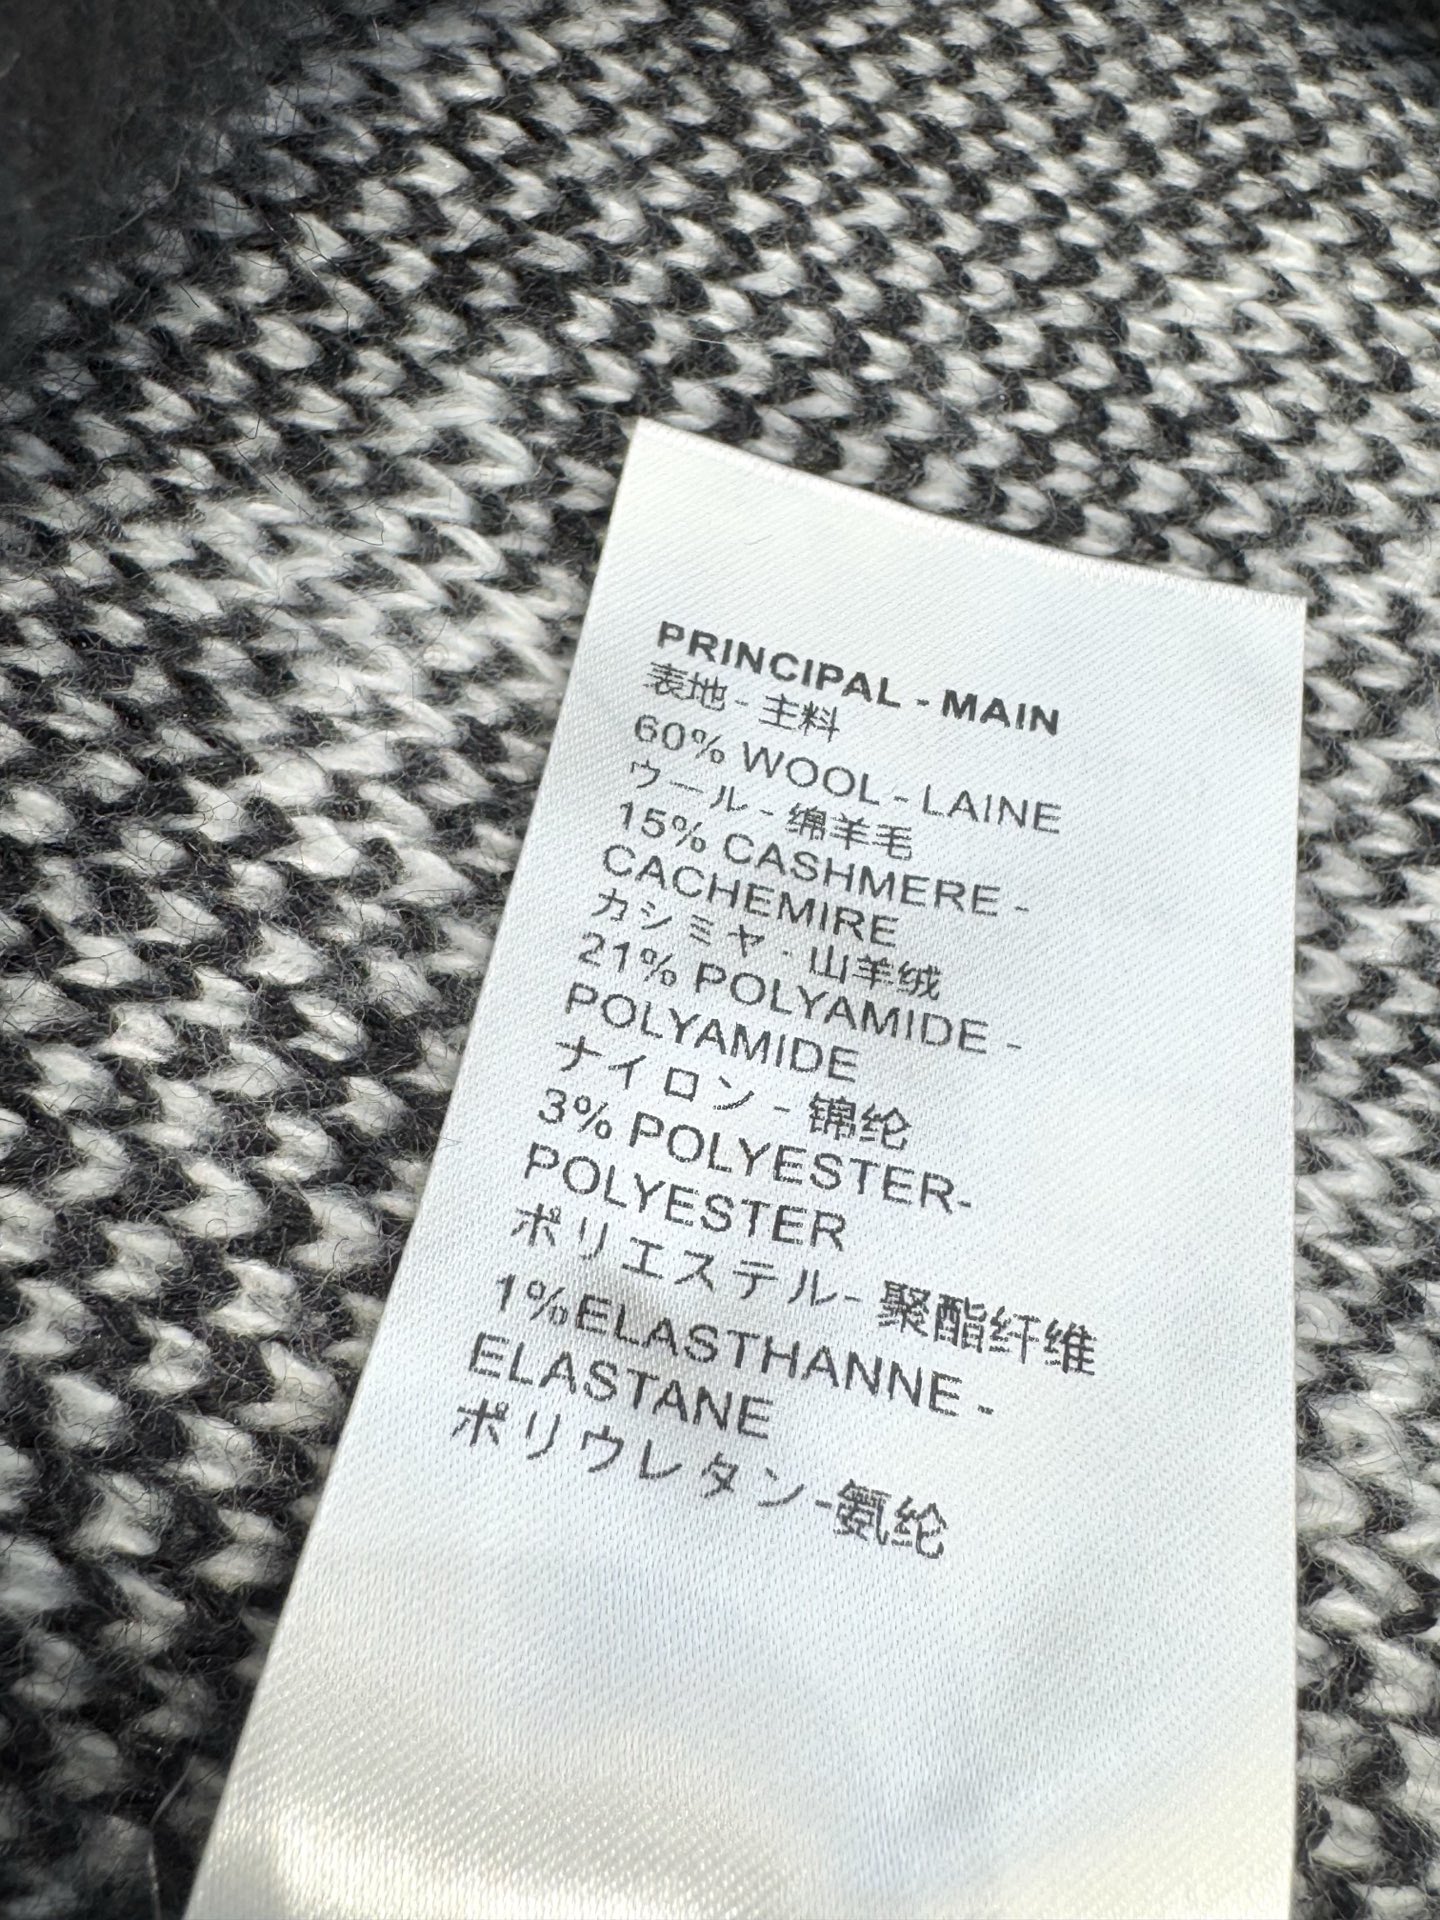 PRINCIPAL - MAIN
表地 - 主料
60% WOOL - LAINE
ウール - 绵羊毛
15% CASHMERE -
CACHEMIRE
カシミヤ - 山羊绒
21% POLYAMIDE -
POLYAMIDE
ナイロン - 锦纶
3% POLYESTER-
POLYESTER
ポリエステル- 聚酯纤维
1%ELASTHANNE -
ELASTANE
ポリウレタン-氨纶